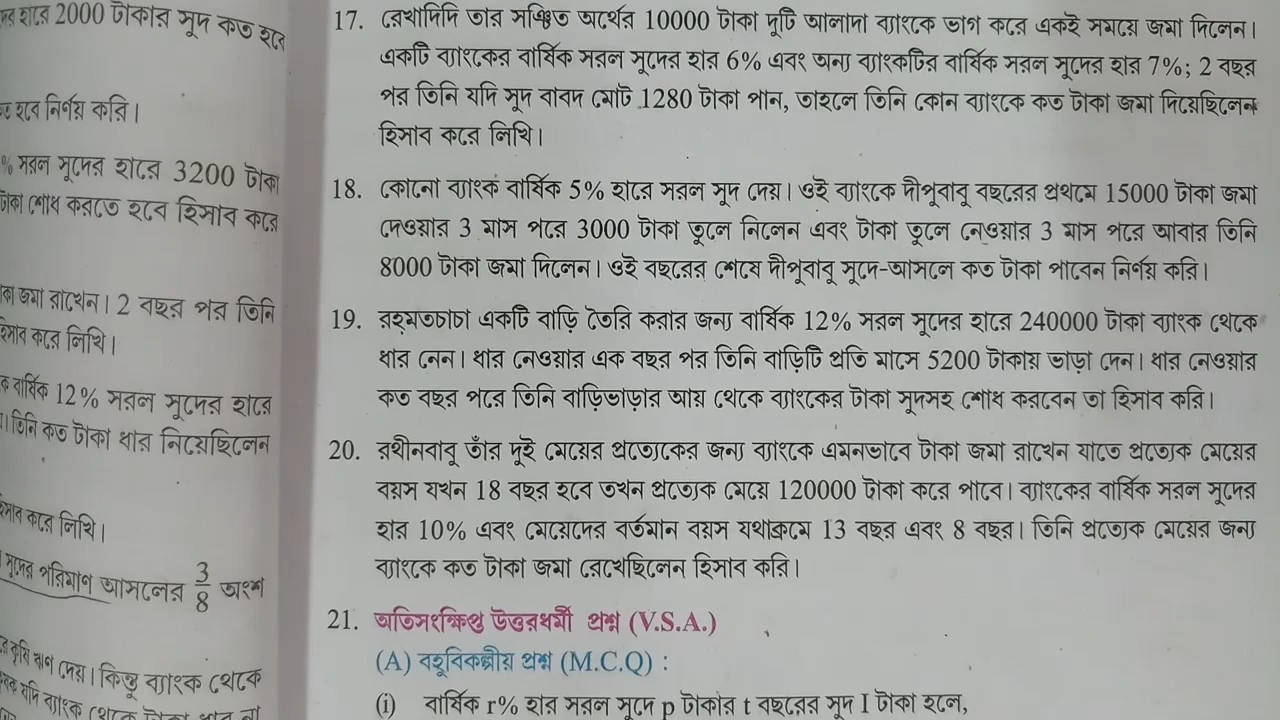 হারে 2000 টাকার সুদ কত হবে
হবে নির্ণয় করি।
% সরল সুদের হারে 3200 টাকা
টাকা শোধ করতে হবে হিসাব করে
জমা রাখেন। 2 বছর পর তিনি
হিসাব করে লিখি।
বার্ষিক 12% সরল সুদের হারে
তিনি কত টাকা ধার নিয়েছিলেন
করে লিখি।
সুদের পরিমাণ আসলের 3/8 অংশ
কৃষি ঋণ দেয়। কিন্তু ব্যাংক থেকে
যদি ব্যাংক থেকে টাকা ধার না
17. রেখাদিদি তার সঞ্চিত অর্থের 10000 টাকা দুটি আলাদা ব্যাংকে ভাগ করে একই সময়ে জমা দিলেন।
একটি ব্যাংকের বার্ষিক সরল সুদের হার 6% এবং অন্য ব্যাংকটির বার্ষিক সরল সুদের হার 7%; 2 বছর
পর তিনি যদি সুদ বাবদ মোট 1280 টাকা পান, তাহলে তিনি কোন ব্যাংকে কত টাকা জমা দিয়েছিলেন
হিসাব করে লিখি।
18. কোনো ব্যাংক বার্ষিক 5% হারে সরল সুদ দেয়। ওই ব্যাংকে দীপুবাবু বছরের প্রথমে 15000 টাকা জমা
দেওয়ার 3 মাস পরে 3000 টাকা তুলে নিলেন এবং টাকা তুলে নেওয়ার 3 মাস পরে আবার তিনি
8000 টাকা জমা দিলেন। ওই বছরের শেষে দীপুবাবু সুদে-আসলে কত টাকা পাবেন নির্ণয় করি।
19. রহমতচাচা একটি বাড়ি তৈরি করার জন্য বার্ষিক 12% সরল সুদের হারে 240000 টাকা ব্যাংক থেকে
ধার নেন। ধার নেওয়ার এক বছর পর তিনি বাড়িটি প্রতি মাসে 5200 টাকায় ভাড়া দেন। ধার নেওয়ার
কত বছর পরে তিনি বাড়িভাড়ার আয় থেকে ব্যাংকের টাকা সুদসহ শোধ করবেন তা হিসাব করি।
20. রথীনবাবু তাঁর দুই মেয়ের প্রত্যেকের জন্য ব্যাংকে এমনভাবে টাকা জমা রাখেন যাতে প্রত্যেক মেয়ের
বয়স যখন 18 বছর হবে তখন প্রত্যেক মেয়ে 120000 টাকা করে পাবে। ব্যাংকের বার্ষিক সরল সুদের
হার 10% এবং মেয়েদের বর্তমান বয়স যথাক্রমে 13 বছর এবং 8 বছর। তিনি প্রত্যেক মেয়ের জন্য
ব্যাংকে কত টাকা জমা রেখেছিলেন হিসাব করি।
21. অতিসংক্ষিপ্ত উত্তরধর্মী প্রশ্ন (V.S.A.)
(A) বহুবিকল্পীয় প্রশ্ন (M.C.Q) :
(i) বার্ষিক r% হার সরল সুদে p টাকার t বছরের সুদ I টাকা হলে,